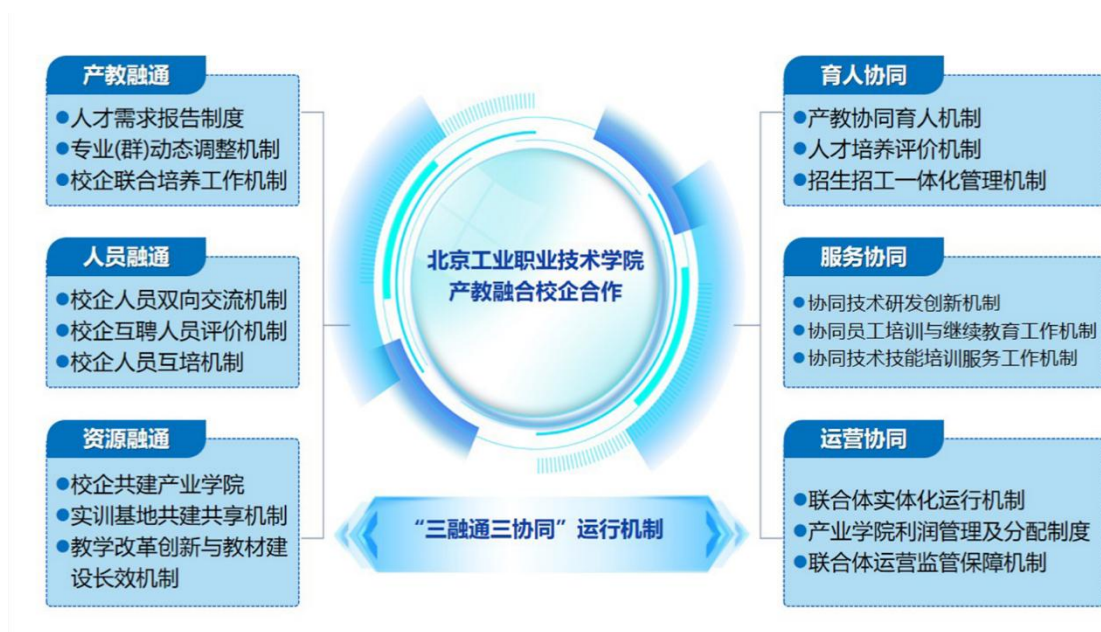 产教融通
●人才需求报告制度
●专业(群)动态调整机制
●校企联合培养工作机制
人员融通
●校企人员双向交流机制
●校企互聘人员评价机制
●校企人员互培机制
资源融通
●校企共建产业学院
●实训基地共建共享机制
●教学改革创新与教材建
设长效机制
北京工业职业技术学院
产教融合校企合作
“三融通三协同”运行机制
育人协同
●产教协同育人机制
●人才培养评价机制
●招生招工一体化管理机制
服务协同
●协同技术研发创新机制
●协同员工培训与继续教育工作机制
●协同技术技能培训服务工作机制
运营协同
●联合体实体化运行机制
●产业学院利润管理及分配制度
●联合体运营监管保障机制